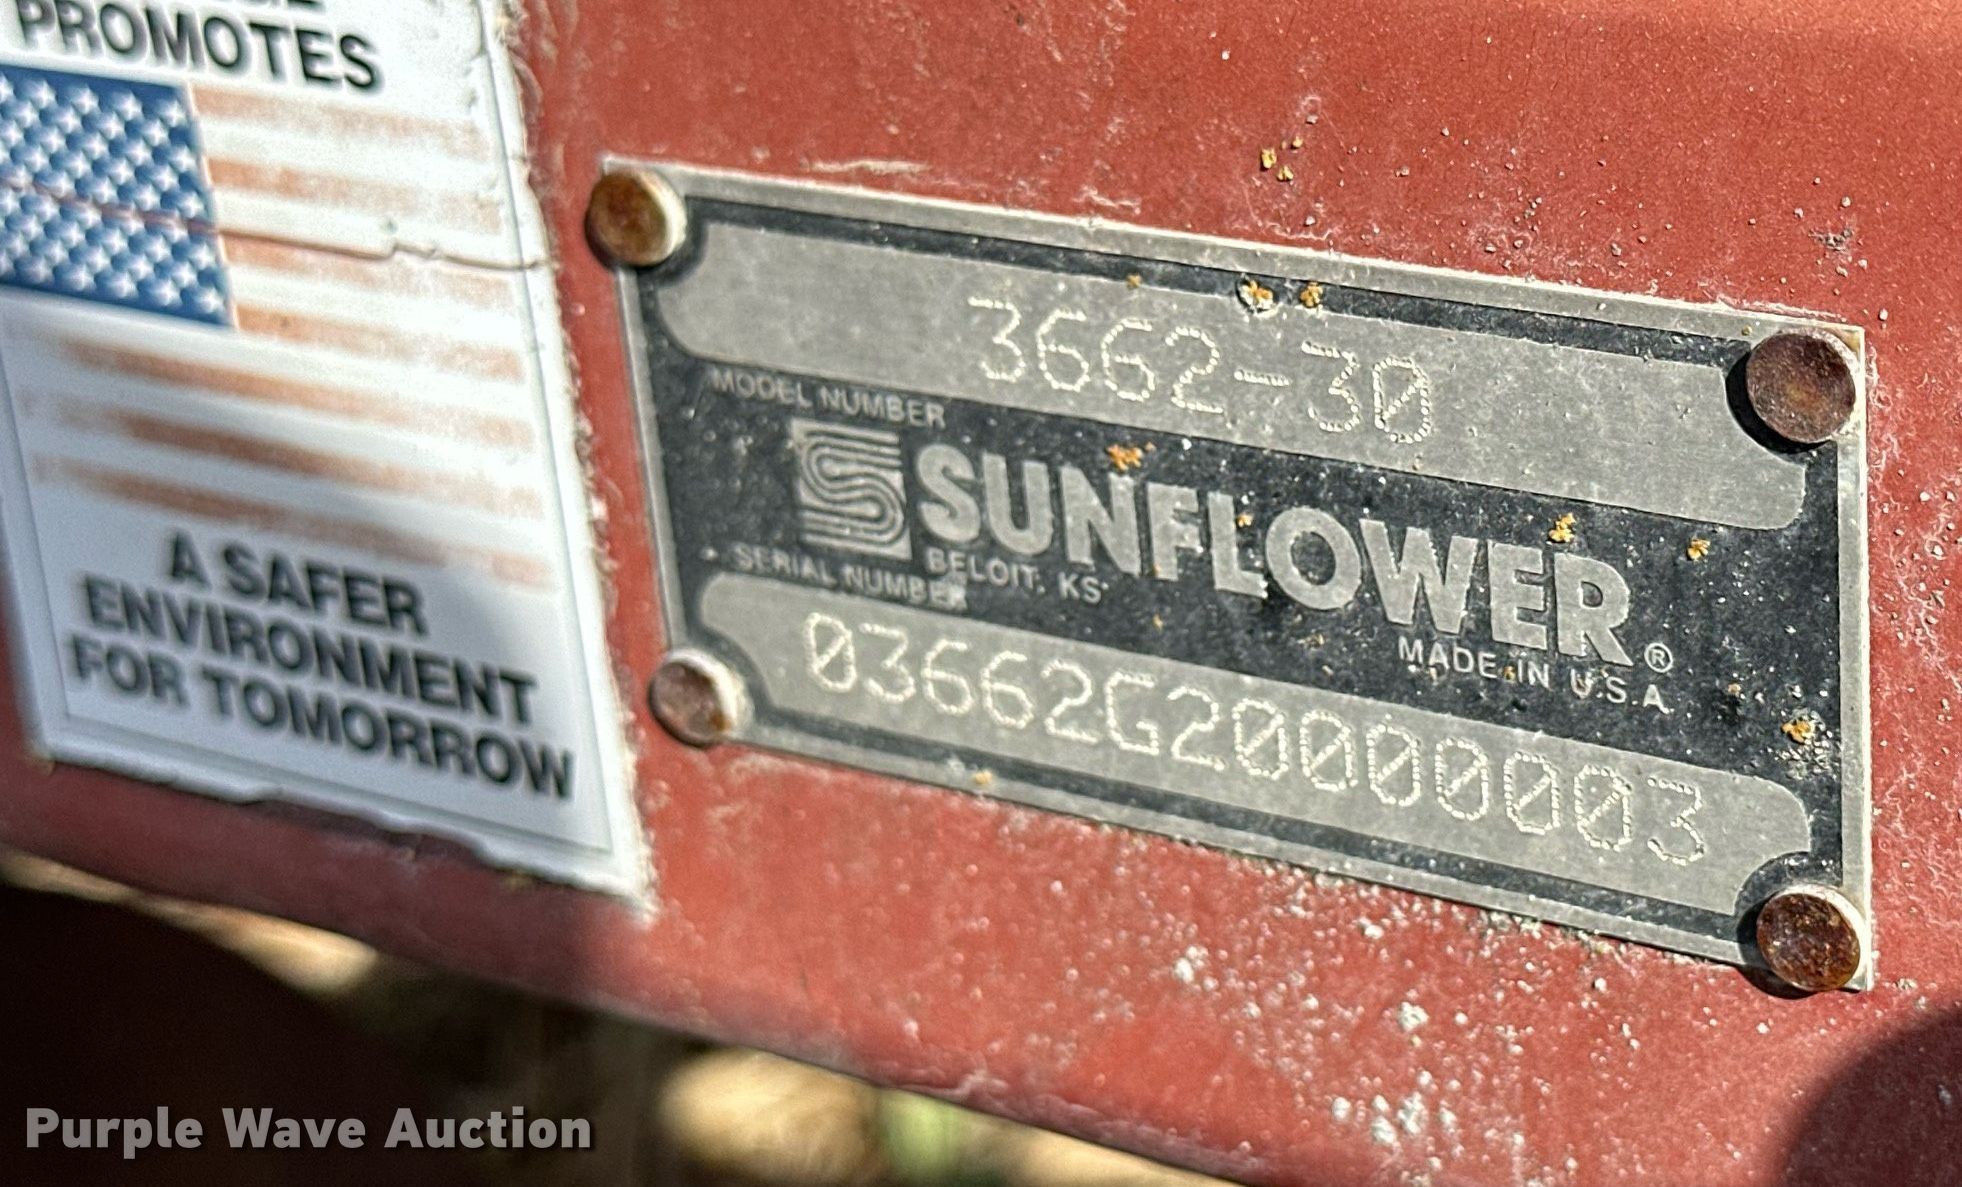 PROMOTES
A SAFER
ENVIRONMENT
FOR TOMORROW
3662-30
MODEL NUMBER
SUNFLOWER®
BELOIT, KS
MADE IN U.S.A.
SERIAL NUMBER
03662G20000003
Purple Wave Auction